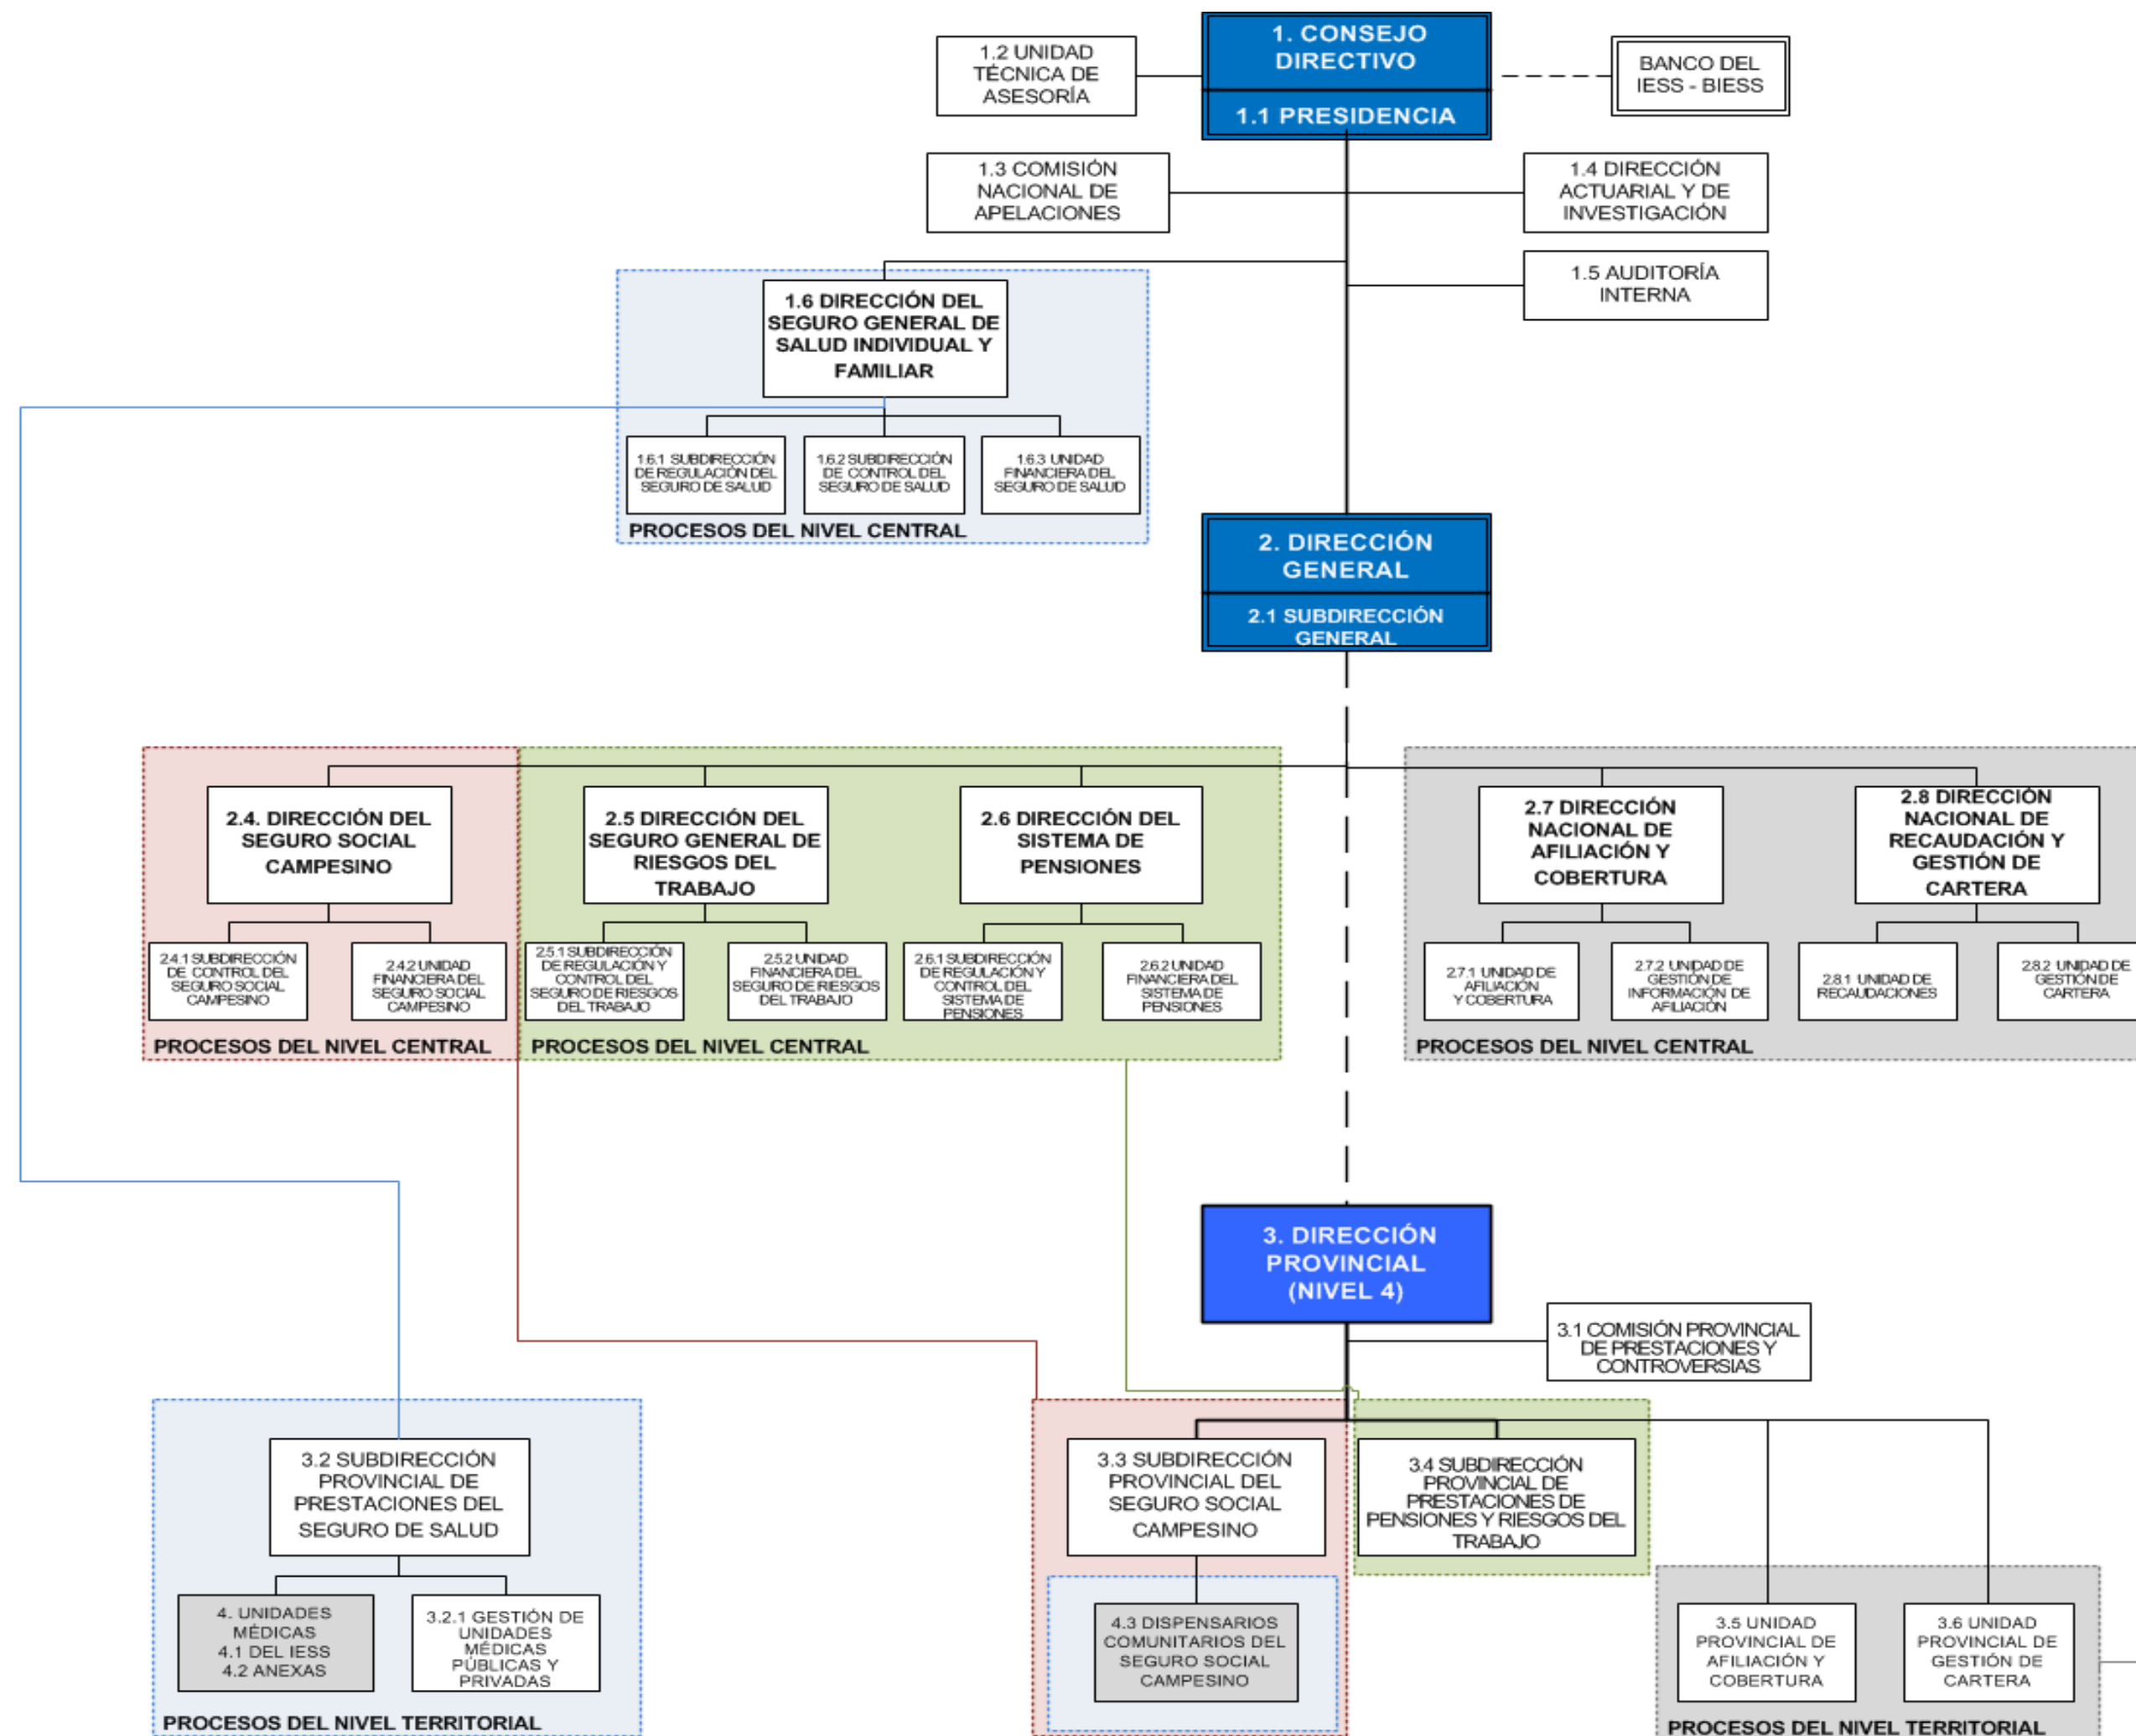 1. CONSEJO
DIRECTIVO
1.1 PRESIDENCIA
1.2 UNIDAD
TÉCNICA DE
ASESORÍA
BANCO DEL
IESS - BIESS
1.3 COMISIÓN
NACIONAL DE
APELACIONES
1.4 DIRECCIÓN
ACTUARIAL Y DE
INVESTIGACIÓN
1.5 AUDITORÍA
INTERNA
1.6 DIRECCIÓN DEL
SEGURO GENERAL DE
SALUD INDIVIDUAL Y
FAMILIAR
1.6.1 SUBDIRECCIÓN
DE REGULACIÓN DEL
SEGURO DE SALUD
1.6.2 SUBDIRECCIÓN
DE CONTROL DEL
SEGURO DE SALUD
1.6.3 UNIDAD
FINANCIERA DEL
SEGURO DE SALUD
PROCESOS DEL NIVEL CENTRAL
2. DIRECCIÓN
GENERAL
2.1 SUBDIRECCIÓN
GENERAL
2.4. DIRECCIÓN DEL
SEGURO SOCIAL
CAMPESINO
2.5 DIRECCIÓN DEL
SEGURO GENERAL DE
RIESGOS DEL
TRABAJO
2.6 DIRECCIÓN DEL
SISTEMA DE
PENSIONES
2.7 DIRECCIÓN
NACIONAL DE
AFILIACIÓN Y
COBERTURA
2.8 DIRECCIÓN
NACIONAL DE
RECAUDACIÓN Y
GESTIÓN DE
CARTERA
2.4.1 SUBDIRECCIÓN
DE CONTROL DEL
SEGURO SOCIAL
CAMPESINO
2.4.2 UNIDAD
FINANCIERA DEL
SEGURO SOCIAL
CAMPESINO
2.5.1 SUBDIRECCIÓN
DE REGULACIÓN Y
CONTROL DEL
SEGURO DE RIESGOS
DEL TRABAJO
2.5.2 UNIDAD
FINANCIERA DEL
SEGURO DE RIESGOS
DEL TRABAJO
2.6.1 SUBDIRECCIÓN
DE REGULACIÓN Y
CONTROL DEL
SISTEMA DE
PENSIONES
2.6.2 UNIDAD
FINANCIERA DEL
SISTEMA DE
PENSIONES
2.7.1 UNIDAD DE
AFILIACIÓN
Y COBERTURA
2.7.2 UNIDAD DE
GESTIÓN DE
INFORMACIÓN DE
AFILIACIÓN
2.8.1 UNIDAD DE
RECAUDACIONES
2.8.2 UNIDAD DE
GESTIÓN DE
CARTERA
PROCESOS DEL NIVEL CENTRAL
PROCESOS DEL NIVEL CENTRAL
PROCESOS DEL NIVEL CENTRAL
3. DIRECCIÓN
PROVINCIAL
(NIVEL 4)
3.1 COMISIÓN PROVINCIAL
DE PRESTACIONES Y
CONTROVERSIAS
3.2 SUBDIRECCIÓN
PROVINCIAL DE
PRESTACIONES DEL
SEGURO DE SALUD
3.3 SUBDIRECCIÓN
PROVINCIAL DEL
SEGURO SOCIAL
CAMPESINO
3.4 SUBDIRECCIÓN
PROVINCIAL DE
PRESTACIONES DE
PENSIONES Y RIESGOS DEL
TRABAJO
4. UNIDADES
MÉDICAS
4.1 DEL IESS
4.2 ANEXAS
3.2.1 GESTIÓN DE
UNIDADES
MÉDICAS
PÚBLICAS Y
PRIVADAS
4.3 DISPENSARIOS
COMUNITARIOS DEL
SEGURO SOCIAL
CAMPESINO
3.5 UNIDAD
PROVINCIAL DE
AFILIACIÓN Y
COBERTURA
3.6 UNIDAD
PROVINCIAL DE
GESTIÓN DE
CARTERA
PROCESOS DEL NIVEL TERRITORIAL
PROCESOS DEL NIVEL TERRITORIAL